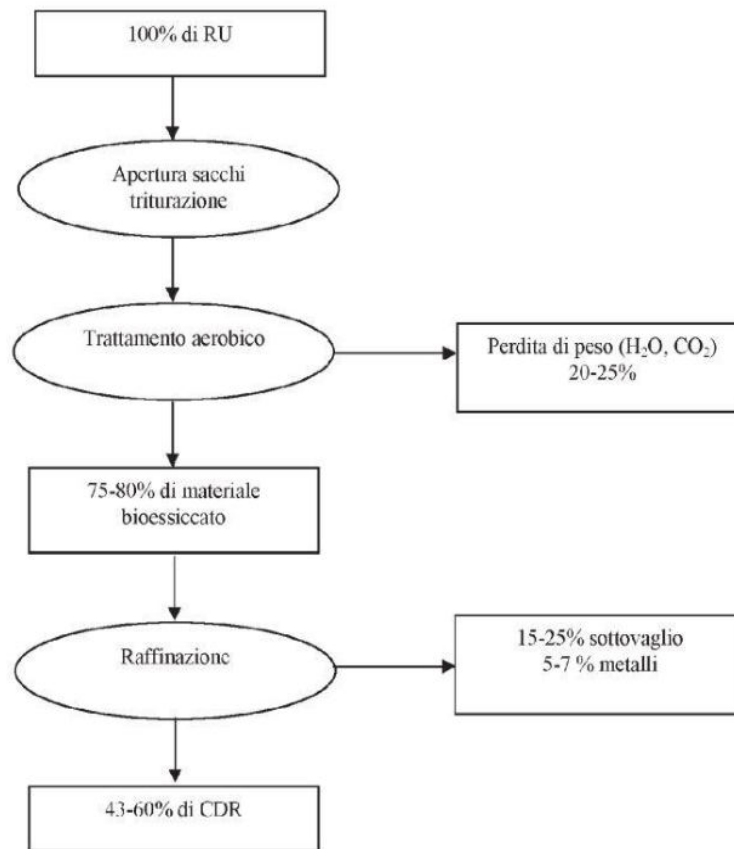 100% di RU
Apertura sacchi
triturazione
Trattamento aerobico
Perdita di peso (H₂O, CO₂)
20-25%
75-80% di materiale
bioessiccato
Raffinazione
15-25% sottovaglio
5-7 % metalli
43-60% di CDR